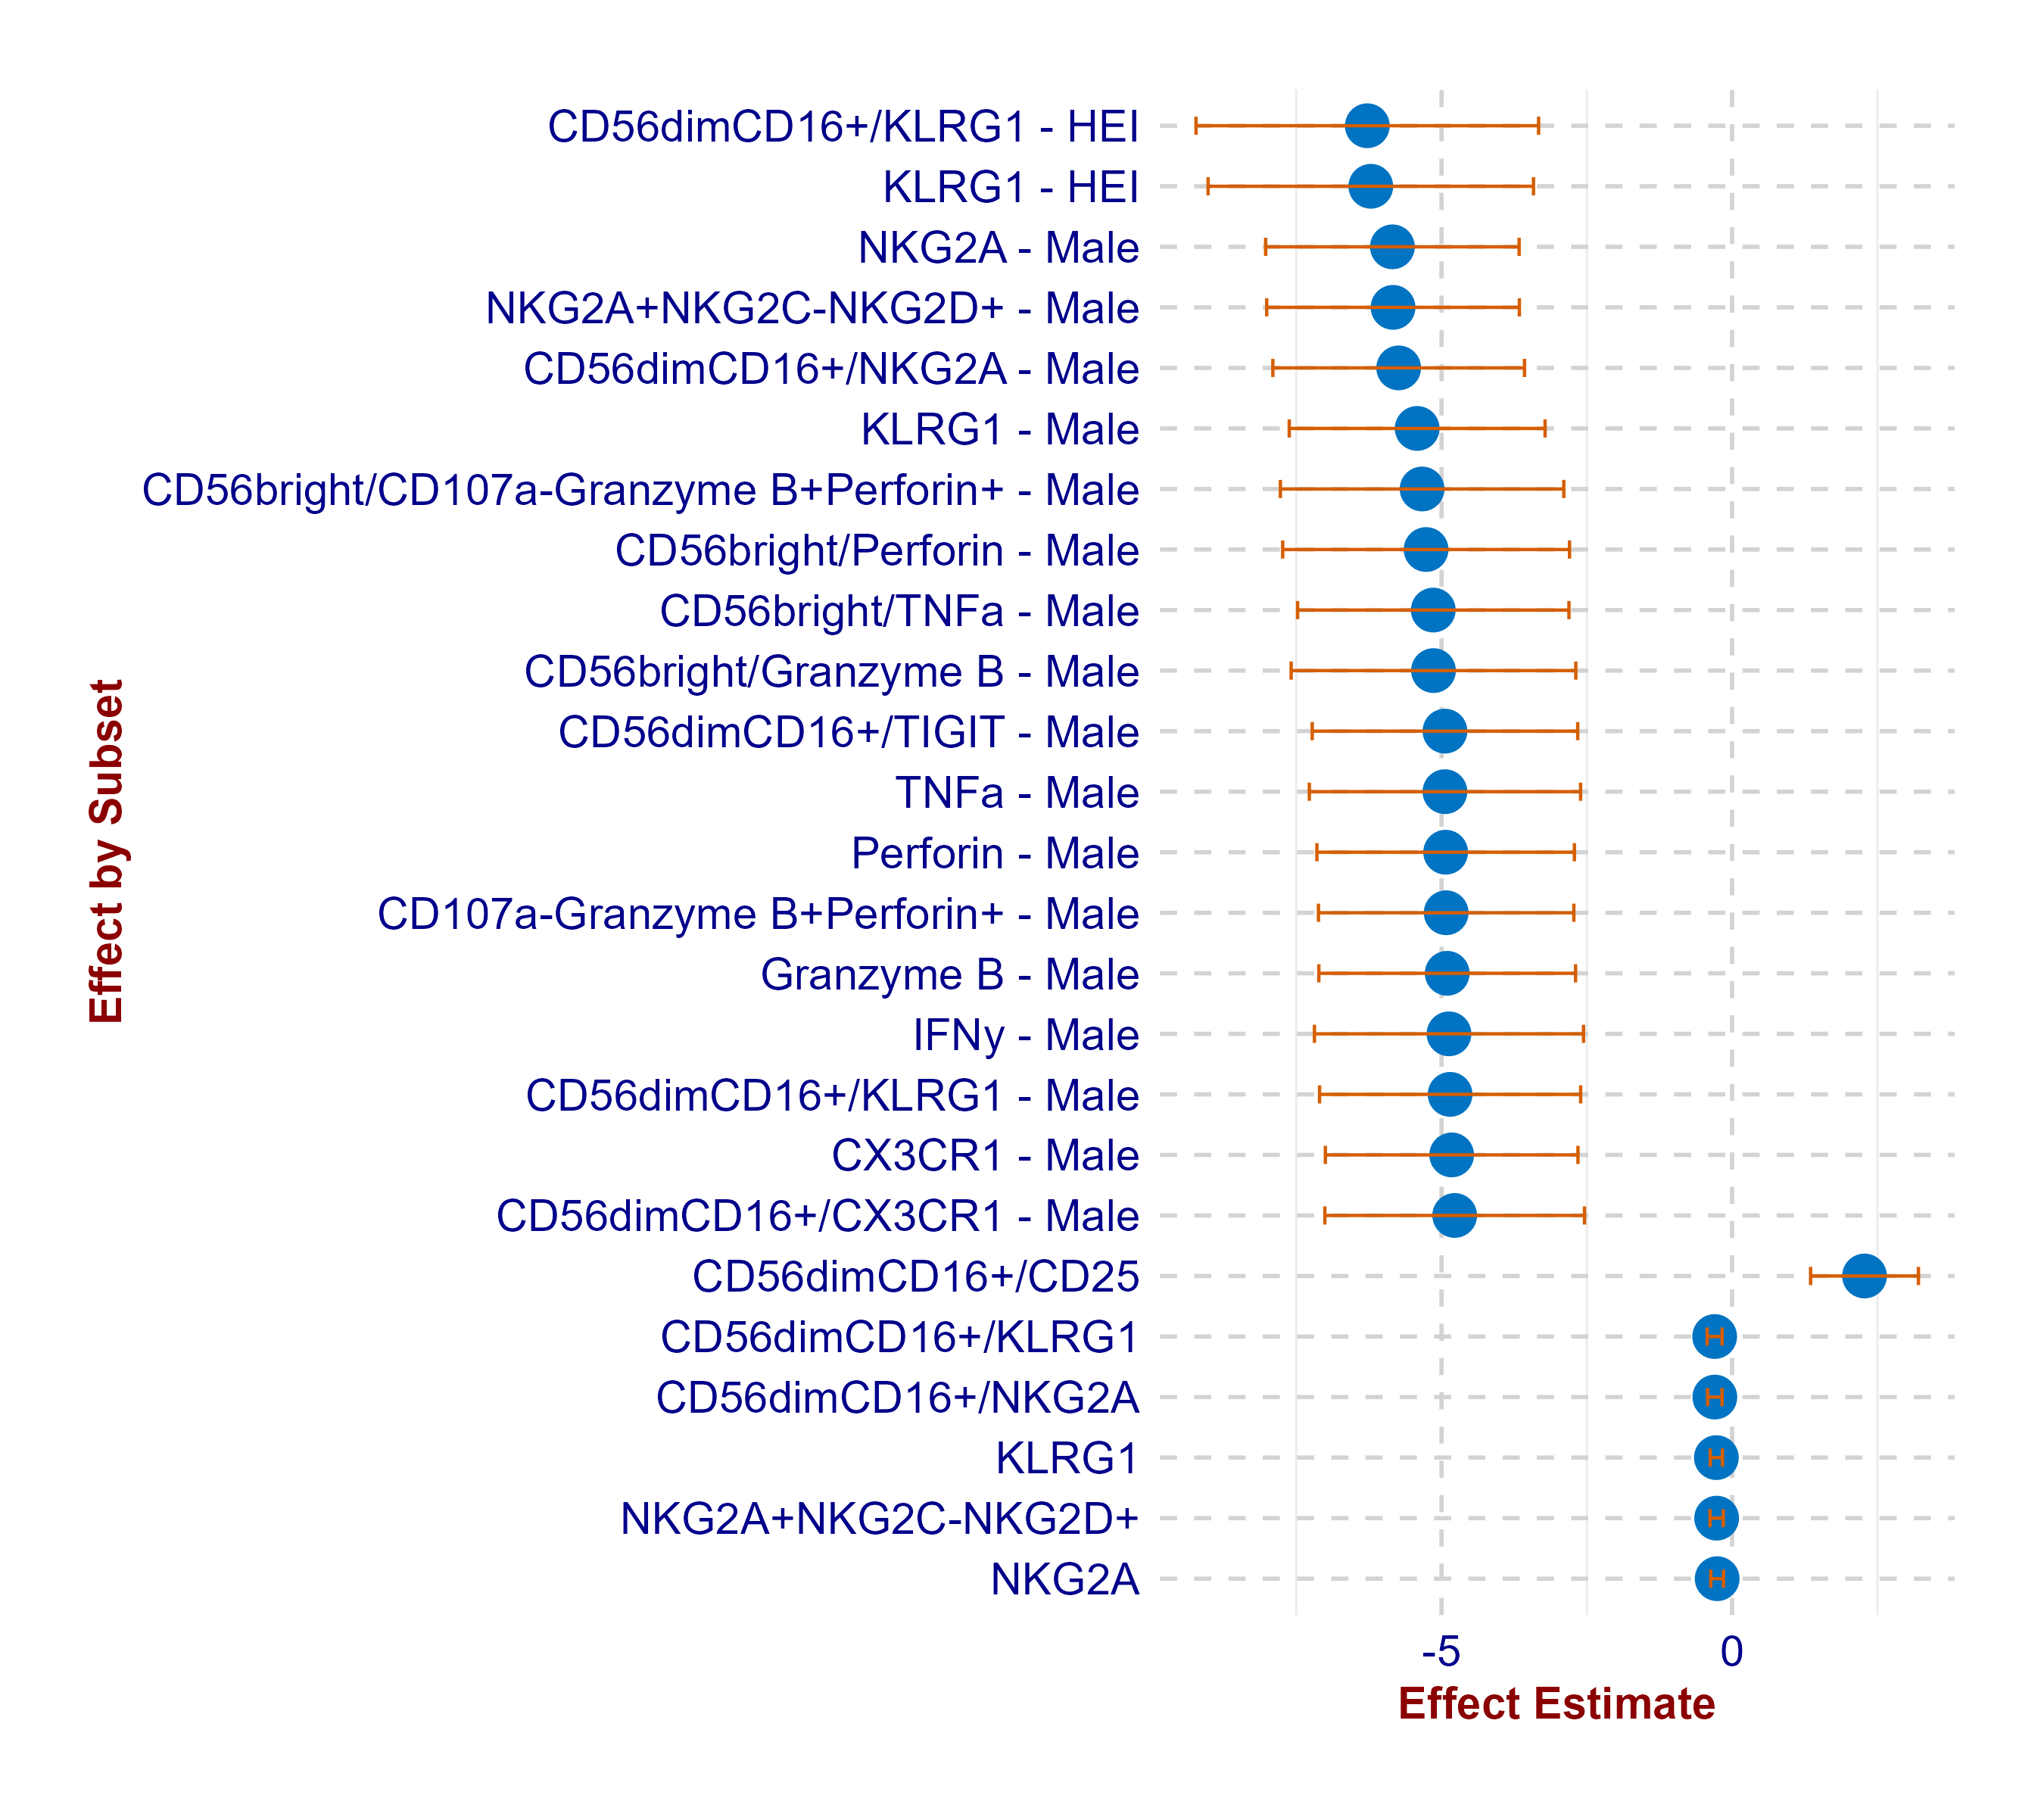 CD56dimCD16+/KLRG1 - HEI
KLRG1 - HEI
NKG2A - Male
NKG2A+NKG2C-NKG2D+ - Male
CD56dimCD16+/NKG2A - Male
KLRG1 - Male
CD56bright/CD107a-Granzyme B+Perforin+ - Male
CD56bright/Perforin - Male
CD56bright/TNFa - Male
CD56bright/Granzyme B - Male
CD56dimCD16+/TIGIT - Male
TNFa - Male
Perforin - Male
CD107a-Granzyme B+Perforin+ - Male
Granzyme B - Male
IFNy - Male
CD56dimCD16+/KLRG1 - Male
CX3CR1 - Male
CD56dimCD16+/CX3CR1 - Male
CD56dimCD16+/CD25
CD56dimCD16+/KLRG1
CD56dimCD16+/NKG2A
KLRG1
NKG2A+NKG2C-NKG2D+
NKG2A
Effect by Subset
-5 0
Effect Estimate